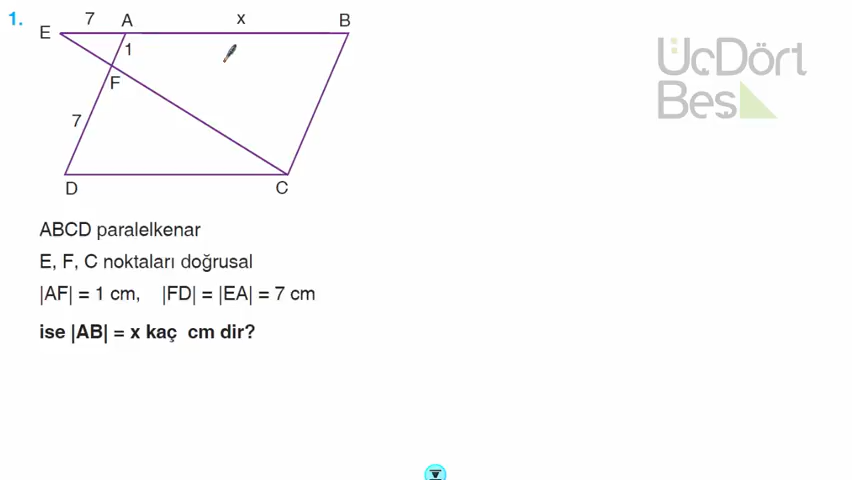 1.
7 A x B
E
1
F
7
D C
ÜçDört
Beş
ABCD paralelkenar
E, F, C noktaları doğrusal
|AF| = 1 cm, |FD| = |EA| = 7 cm
ise |AB| = x kaç cm dir?